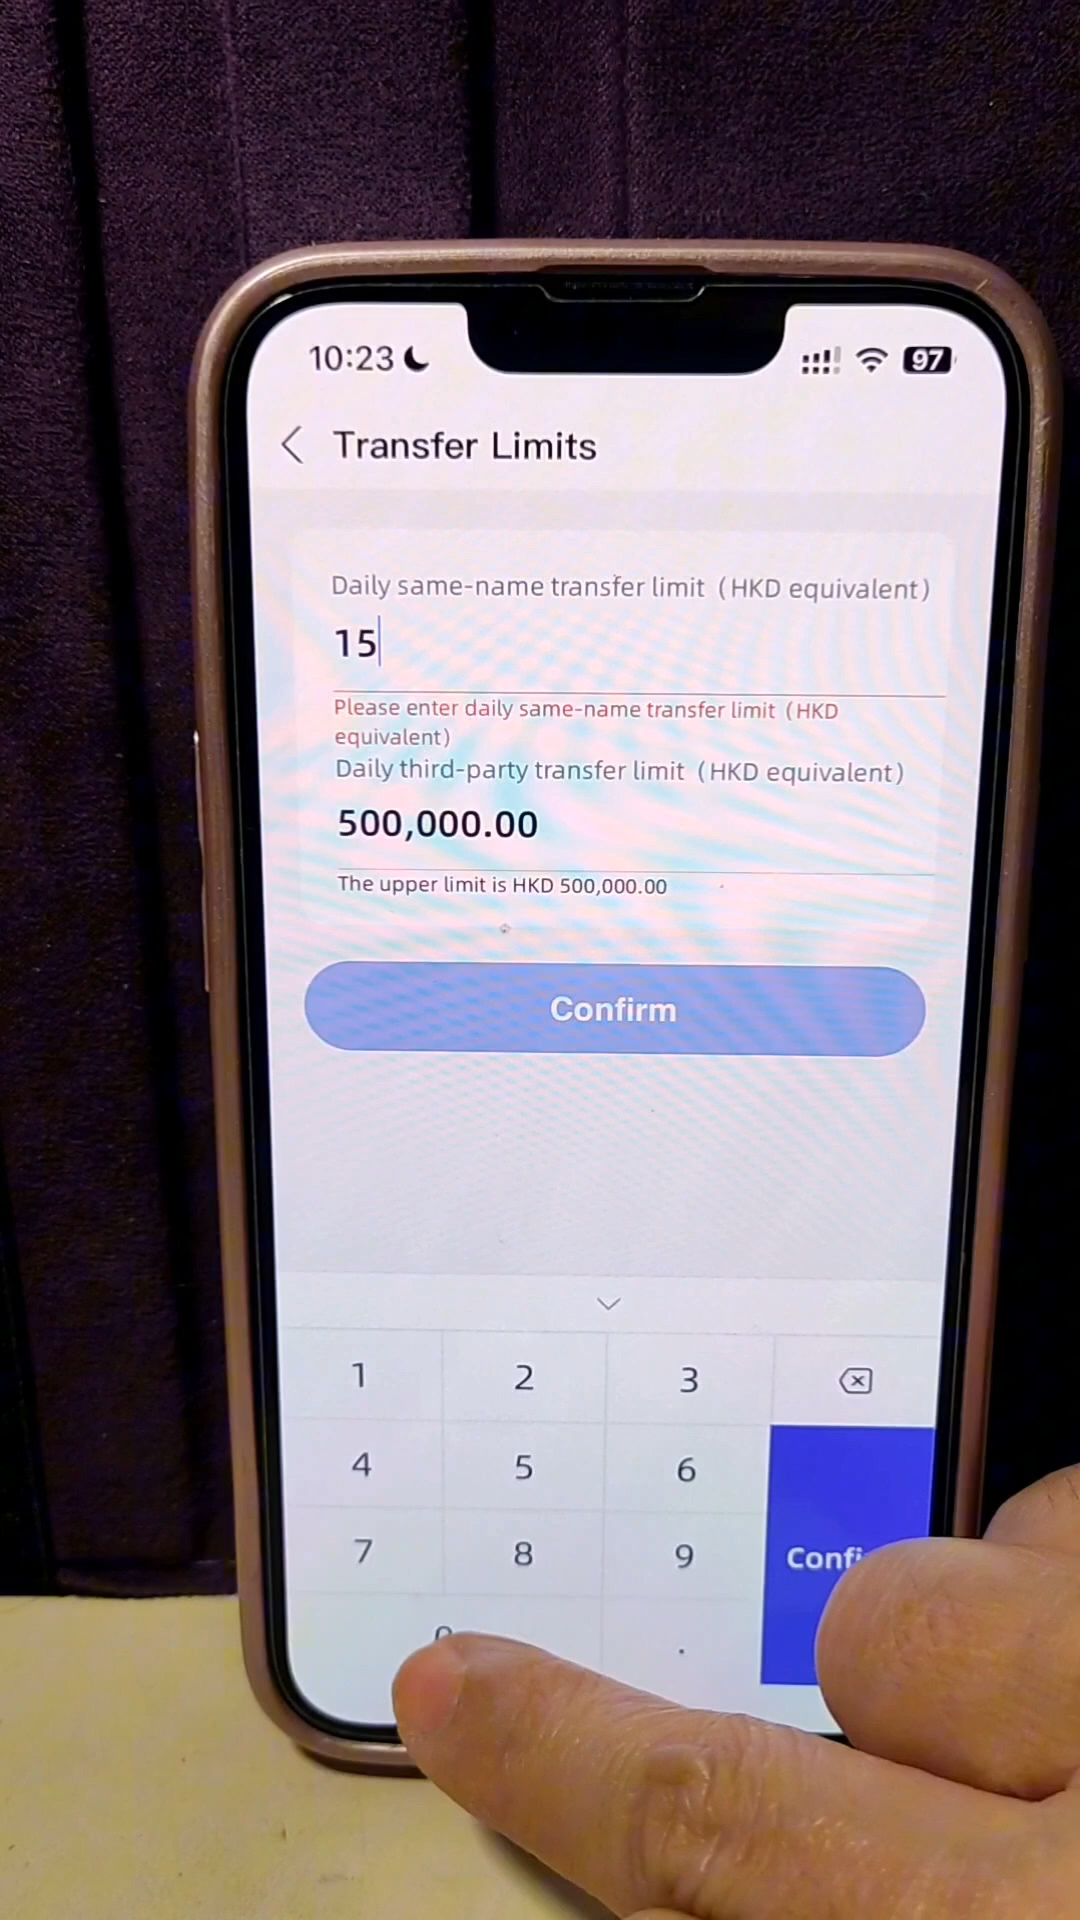 10:23
97
Transfer Limits
Daily same-name transfer limit (HKD equivalent)
15
Please enter daily same-name transfer limit (HKD
equivalent)
Daily third-party transfer limit (HKD equivalent)
500,000.00
The upper limit is HKD 500,000.00
Confirm
1 2 3
4 5 6
7 8 9
Confi
0 .